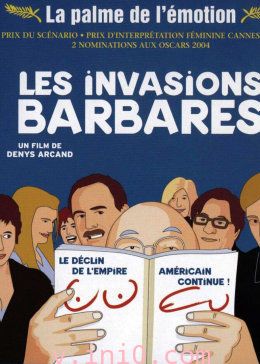 La palme de l'émotion
PRIX DU SCÉNARIO • PRIX D'INTERPRÉTATION FÉMININE CANNES
2 NOMINATIONS AUX OSCARS 2004
LES INVASIONS
BARBARES
UN FILM DE
DENYS ARCAND
LE DÉCLIN
DE L'EMPIRE
AMÉRICAIN
CONTINUE !